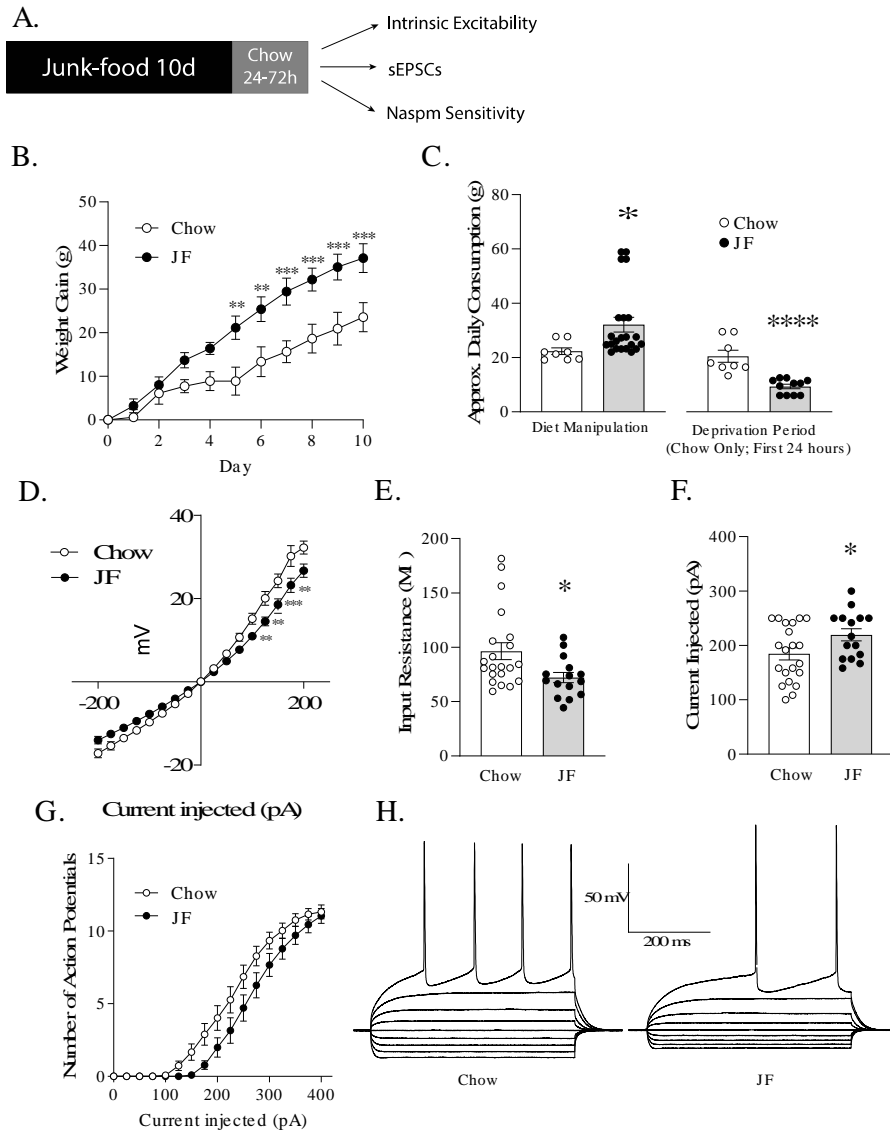 A.
Junk-food 10d
Chow
24-72h
Intrinsic Excitability
sEPSCs
Naspm Sensitivity
B.
Weight Gain (g)
50
40
30
20
10
0
Chow
JF
**
**
***
***
***
***
0
2
4
6
8
10
Day
C.
Approx. Daily Consumption (g)
80
60
40
20
0
Chow
JF
*
****
Diet Manipulation
Deprivation Period
(Chow Only; First 24 hours)
D.
mV
40
20
-20
-200
200
Chow
JF
**
**
***
**
Current injected (pA)
E.
Input Resistance (M )
200
150
100
50
0
*
Chow
JF
F.
Current Injected (pA)
400
300
200
100
0
*
Chow
JF
G.
Number of Action Potentials
15
10
5
0
Chow
JF
0
100
200
300
400
Current injected (pA)
H.
50 mV
200 ms
Chow
JF